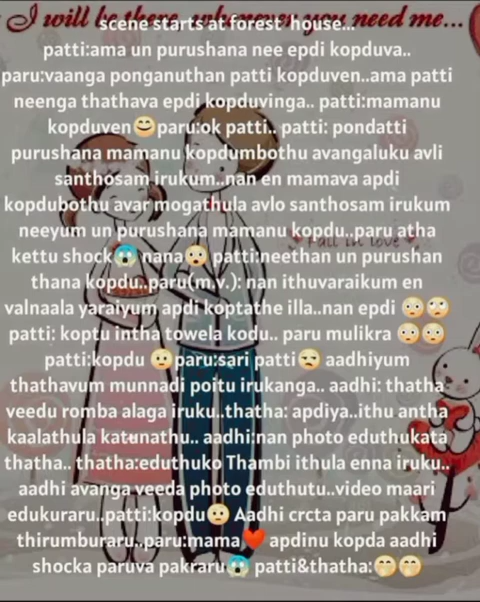 I will be there whenever you need me...
scene starts at forest house...
patti:ama un purushana nee epdi kopduva..
paru:vaanga ponganuthan patti kopduven..ama patti
neenga thathava epdi kopduvinga.. patti:mamanu
kopduven😊paru:ok patti.. patti: pondatti
purushana mamanu kopdumbothu avangaluku avli
santhosam irukum..nan en mamava apdi
kopdubothu avar mogathula avlo santhosam irukum
neeyum un purushana mamanu kopdu..paru atha
Fall in love
kettu shock😱 nana😳 patti:neethan un purushan
thana kopdu..paru(m.v.): nan ithuvaraikum en
valnaala yaraiyum apdi koptathe illa..nan epdi 🙄🙄
patti: koptu intha towela kodu.. paru mulikra 🙄🙄
patti:kopdu 😳paru:sari patti😒 aadhiyum
thathavum munnadi poitu irukanga.. aadhi: thatha
veedu romba alaga iruku..thatha: apdiya..ithu antha
kaalathula katunathu.. aadhi:nan photo eduthukata
thatha.. thatha:eduthuko Thambi ithula enna iruku..
aadhi avanga veeda photo eduthutu..video maari
edukuraru..patti:kopdu😳 Aadhi crcta paru pakkam
thirumburaru..paru:mama❤️ apdinu kopda aadhi
shocka paruva pakraru😱 patti&thatha:🤭🤭